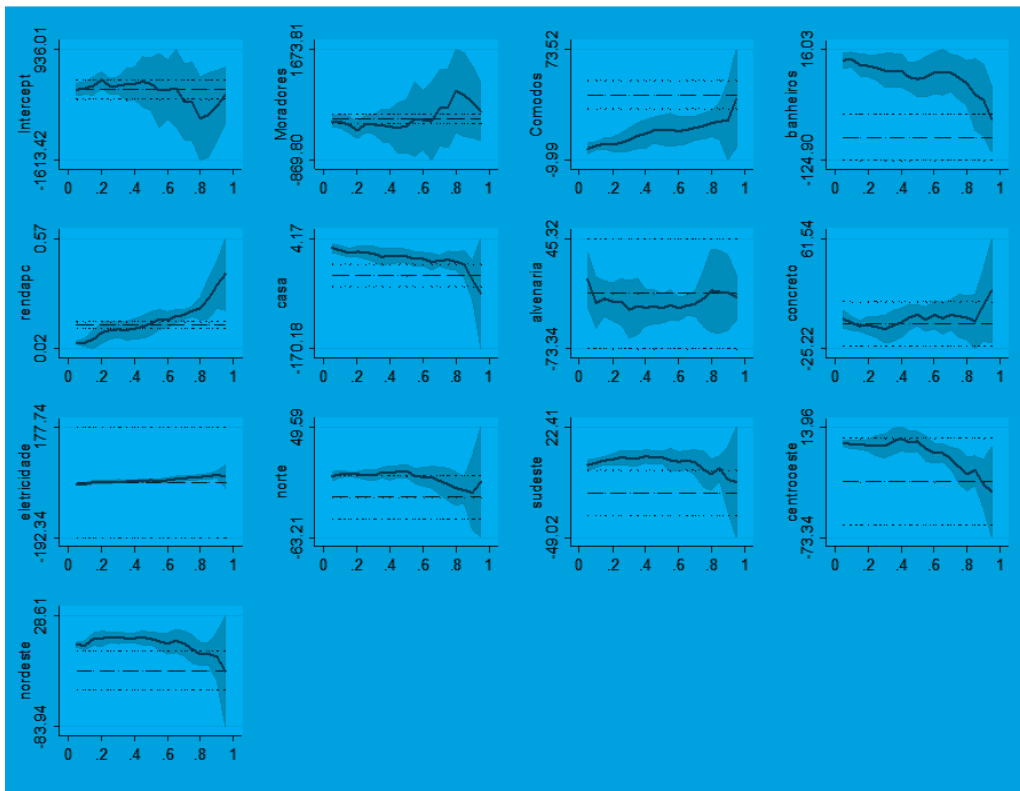 Intercept
936.01
-1613.42
0 .2 .4 .6 .8 1
Moradores
1673.81
-869.80
0 .2 .4 .6 .8 1
Comodos
73.52
-9.99
0 .2 .4 .6 .8 1
banheiros
16.03
-124.90
0 .2 .4 .6 .8 1
rendapc
0.57
0.02
0 .2 .4 .6 .8 1
casa
4.17
-170.18
0 .2 .4 .6 .8 1
alvenaria
45.32
-73.34
0 .2 .4 .6 .8 1
concreto
61.54
-25.22
0 .2 .4 .6 .8 1
eletricidade
177.74
-192.34
0 .2 .4 .6 .8 1
norte
49.59
-63.21
0 .2 .4 .6 .8 1
sudeste
22.41
-49.02
0 .2 .4 .6 .8 1
centrooeste
13.96
-73.34
0 .2 .4 .6 .8 1
nordeste
28.61
-83.94
0 .2 .4 .6 .8 1